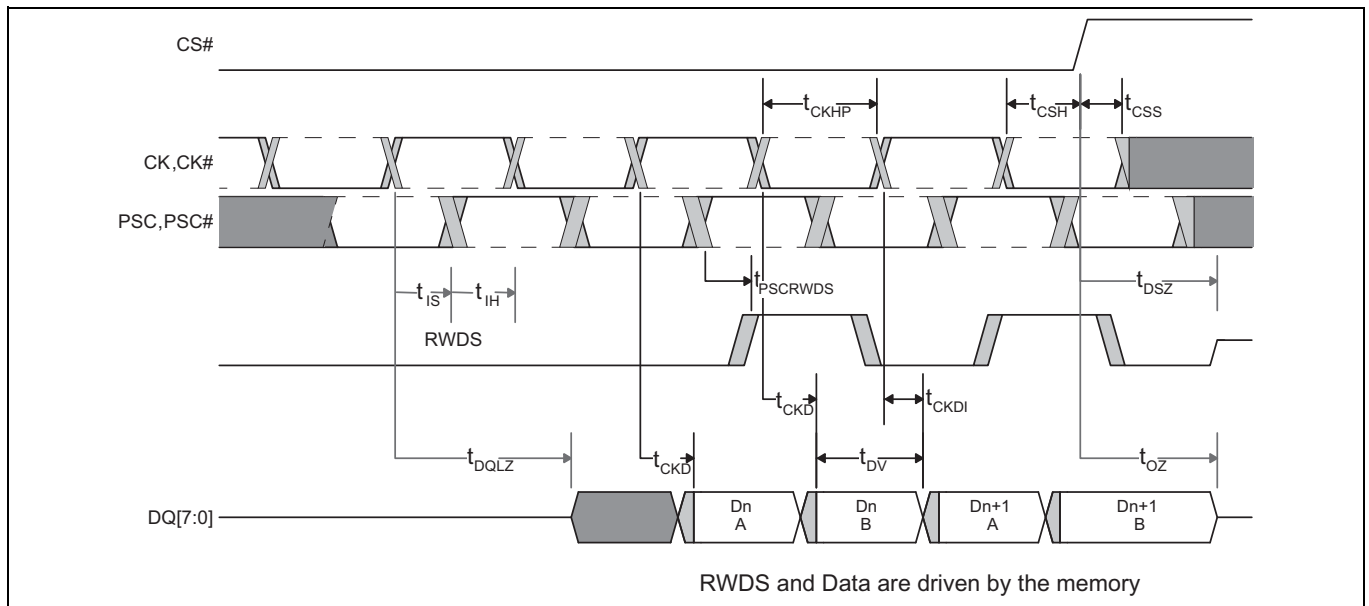 CS#
tCKHP
tCSH
tCSS
CK,CK#
PSC,PSC#
tIS
tIH
tPSCRWDS
tDSZ
RWDS
tCKD
tCKDI
tDQLZ
tCKD
tDV
tOZ
DQ[7:0]
Dn
A
Dn
B
Dn+1
A
Dn+1
B
RWDS and Data are driven by the memory